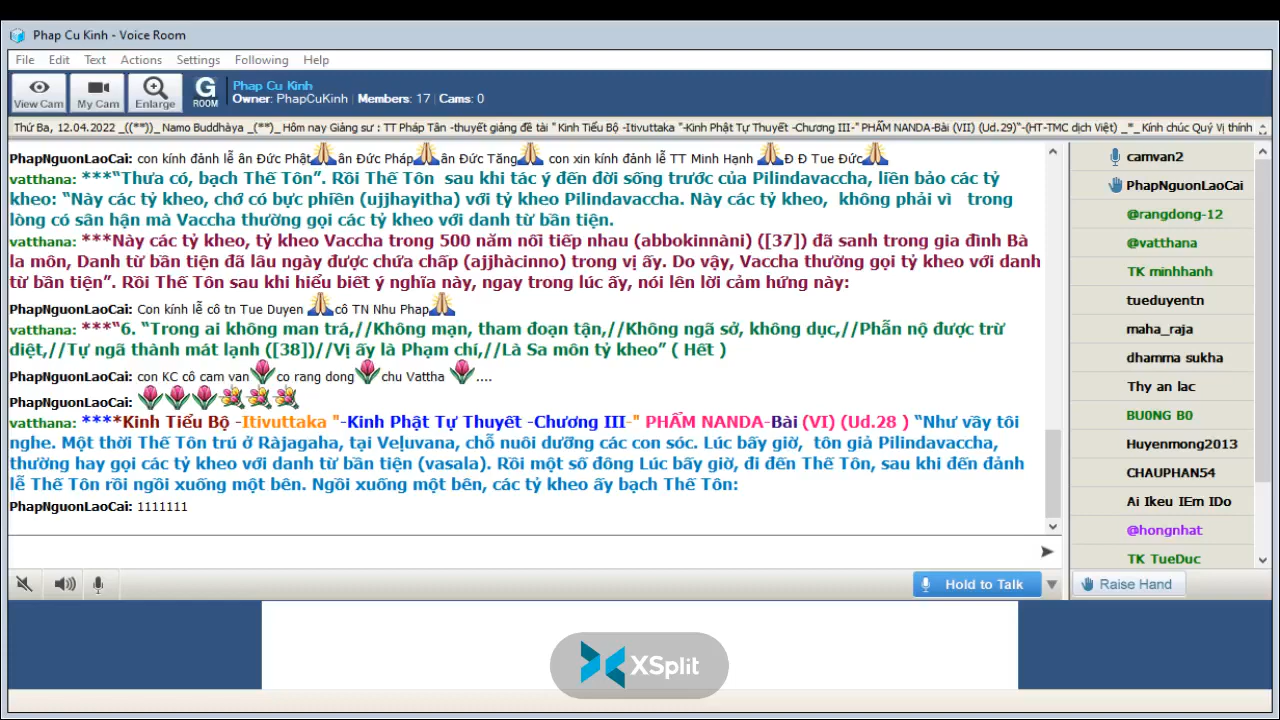 Phap Cu Kinh - Voice Room
File Edit Text Actions Settings Following Help
View Cam My Cam Enlarge G ROOM
Phap Cu Kinh
Owner: PhapCuKinh | Members: 17 | Cams: 0
Thứ Ba, 12.04.2022 _((**))_ Namo Buddhàya _(**)_ Hôm nay Giảng sư : TT Pháp Tân -thuyết giảng đề tài " Kinh Tiểu Bộ -Itivuttaka "-Kinh Phật Tự Thuyết -Chương III-" PHẨM NANDA-Bài (VII) (Ud.29)"-(HT-TMC dịch Việt) _*_ Kính chúc Quý Vị thính
PhapNguonLaoCai: con kính đảnh lễ ân Đức Phật ân Đức Pháp ân Đức Tăng con xin kính đảnh lễ TT Minh Hạnh Đ Đ Tue Đức
vatthana: ***“Thưa có, bạch Thế Tôn”. Rồi Thế Tôn sau khi tác ý đến đời sống trước của Pilindavaccha, liền bảo các tỷ
kheo: “Này các tỷ kheo, chớ có bực phiền (ujjhayitha) với tỷ kheo Pilindavaccha. Này các tỷ kheo, không phải vì trong
lòng có sân hận mà Vaccha thường gọi các tỷ kheo với danh từ bần tiện.
vatthana: ***Này các tỷ kheo, tỷ kheo Vaccha trong 500 năm nối tiếp nhau (abbokinnàni) ([37]) đã sanh trong gia đình Bà
la môn, Danh từ bần tiện đã lâu ngày được chứa chấp (ajjhàcinno) trong vị ấy. Do vậy, Vaccha thường gọi tỷ kheo với danh
từ bần tiện”. Rồi Thế Tôn sau khi hiểu biết ý nghĩa này, ngay trong lúc ấy, nói lên lời cảm hứng này:
PhapNguonLaoCai: Con kính lễ cô tn Tue Duyen cô TN Nhu Phap
vatthana: ***“6. “Trong ai không man trá,//Không mạn, tham đoạn tận,//Không ngã sở, không dục,//Phẫn nộ được trừ
diệt,//Tự ngã thành mát lạnh ([38])//Vị ấy là Phạm chí,//Là Sa môn tỷ kheo” ( Hết )
PhapNguonLaoCai: con KC cô cam van co rang dong chu Vattha ....
PhapNguonLaoCai:
vatthana: ****Kinh Tiểu Bộ -Itivuttaka "-Kinh Phật Tự Thuyết -Chương III-" PHẨM NANDA-Bài (VI) (Ud.28 ) “Như vầy tôi
nghe. Một thời Thế Tôn trú ở Ràjagaha, tại Veḷuvana, chỗ nuôi dưỡng các con sóc. Lúc bấy giờ, tôn giả Pilindavaccha,
thường hay gọi các tỷ kheo với danh từ bần tiện (vasala). Rồi một số đông Lúc bấy giờ, đi đến Thế Tôn, sau khi đến đảnh
lễ Thế Tôn rồi ngồi xuống một bên. Ngồi xuống một bên, các tỷ kheo ấy bạch Thế Tôn:
PhapNguonLaoCai: 1111111
camvan2
PhapNguonLaoCai
@rangdong-12
@vatthana
TK minhhanh
tueduyentn
maha_raja
dhamma sukha
Thy an lac
BU0NG B0
Huyenmong2013
CHAUPHAN54
Ai Ikeu IEm IDo
@hongnhat
TK TueDuc
Hold to Talk
Raise Hand
XSplit